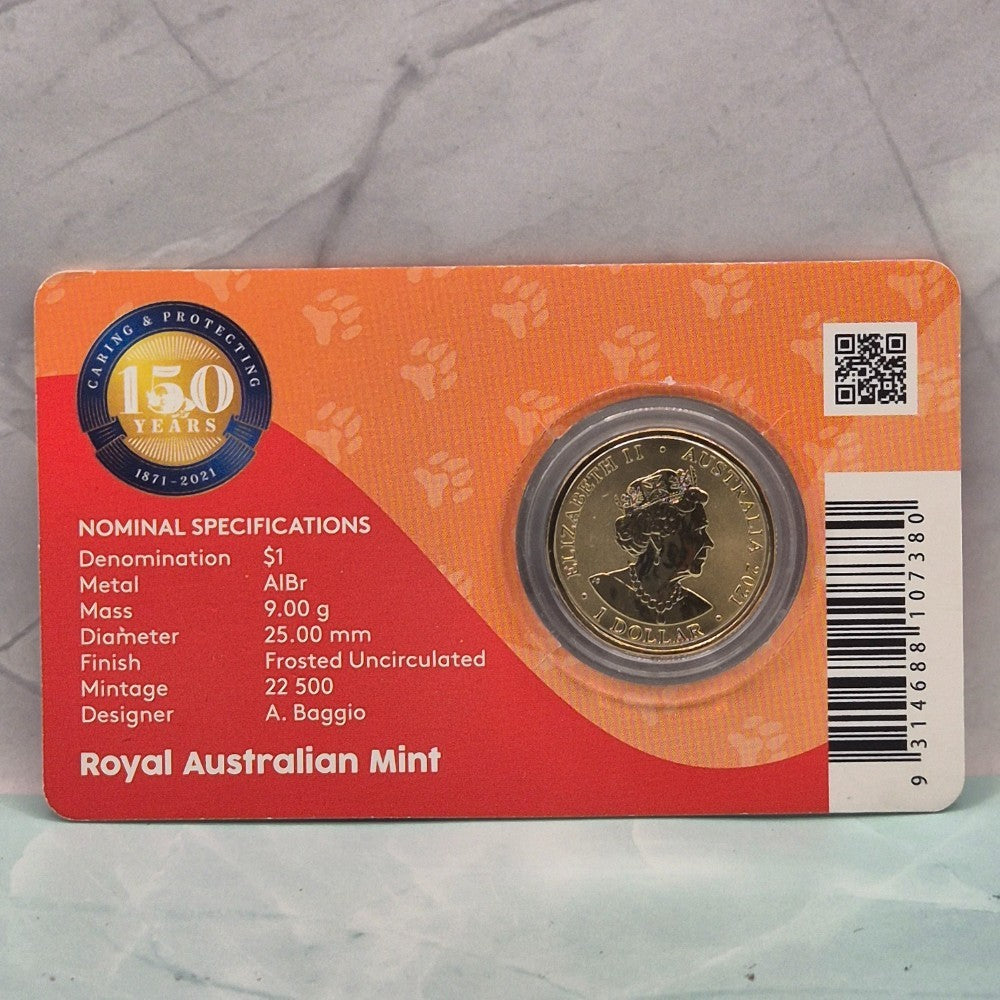 CARING & PROTECTING
150
YEARS
1871-2021
NOMINAL SPECIFICATIONS
Denomination $1
Metal AlBr
Mass 9.00 g
Diameter 25.00 mm
Finish Frosted Uncirculated
Mintage 22 500
Designer A. Baggio
Royal Australian Mint
ELIZABETH II · AUSTRALIA 2021
· 1 DOLLAR ·
9 314688 107380